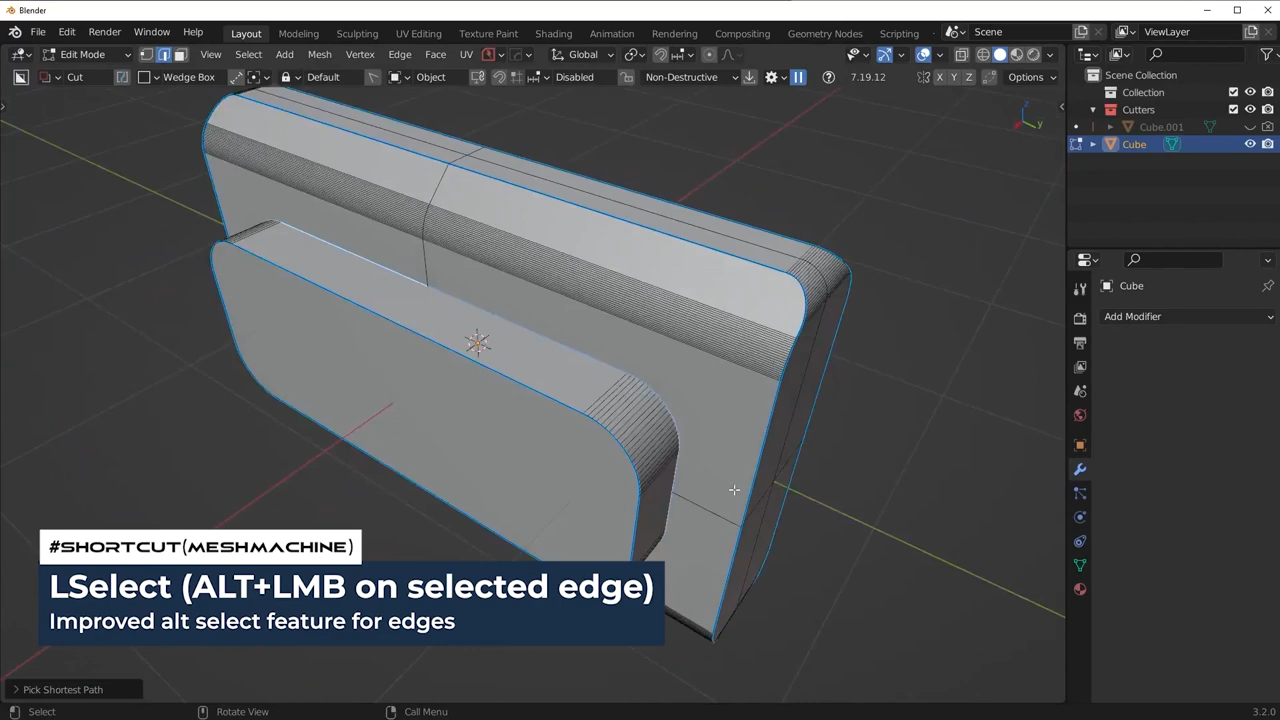 Blender
File Edit Render Window Help Layout Modeling Sculpting UV Editing Texture Paint Shading Animation Rendering Compositing Geometry Nodes Scripting Scene ViewLayer
Edit Mode View Select Add Mesh Vertex Edge Face UV Global
Cut Wedge Box Default Object Disabled Non-Destructive 7.19.12 X Y Z Options
Scene Collection
Collection
Cutters
Cube.001
Cube
Cube
Add Modifier
z
y
#SHORTCUT(MESHMACHINE)
LSelect (ALT+LMB on selected edge)
Improved alt select feature for edges
Pick Shortest Path
Select Rotate View Call Menu 3.2.0